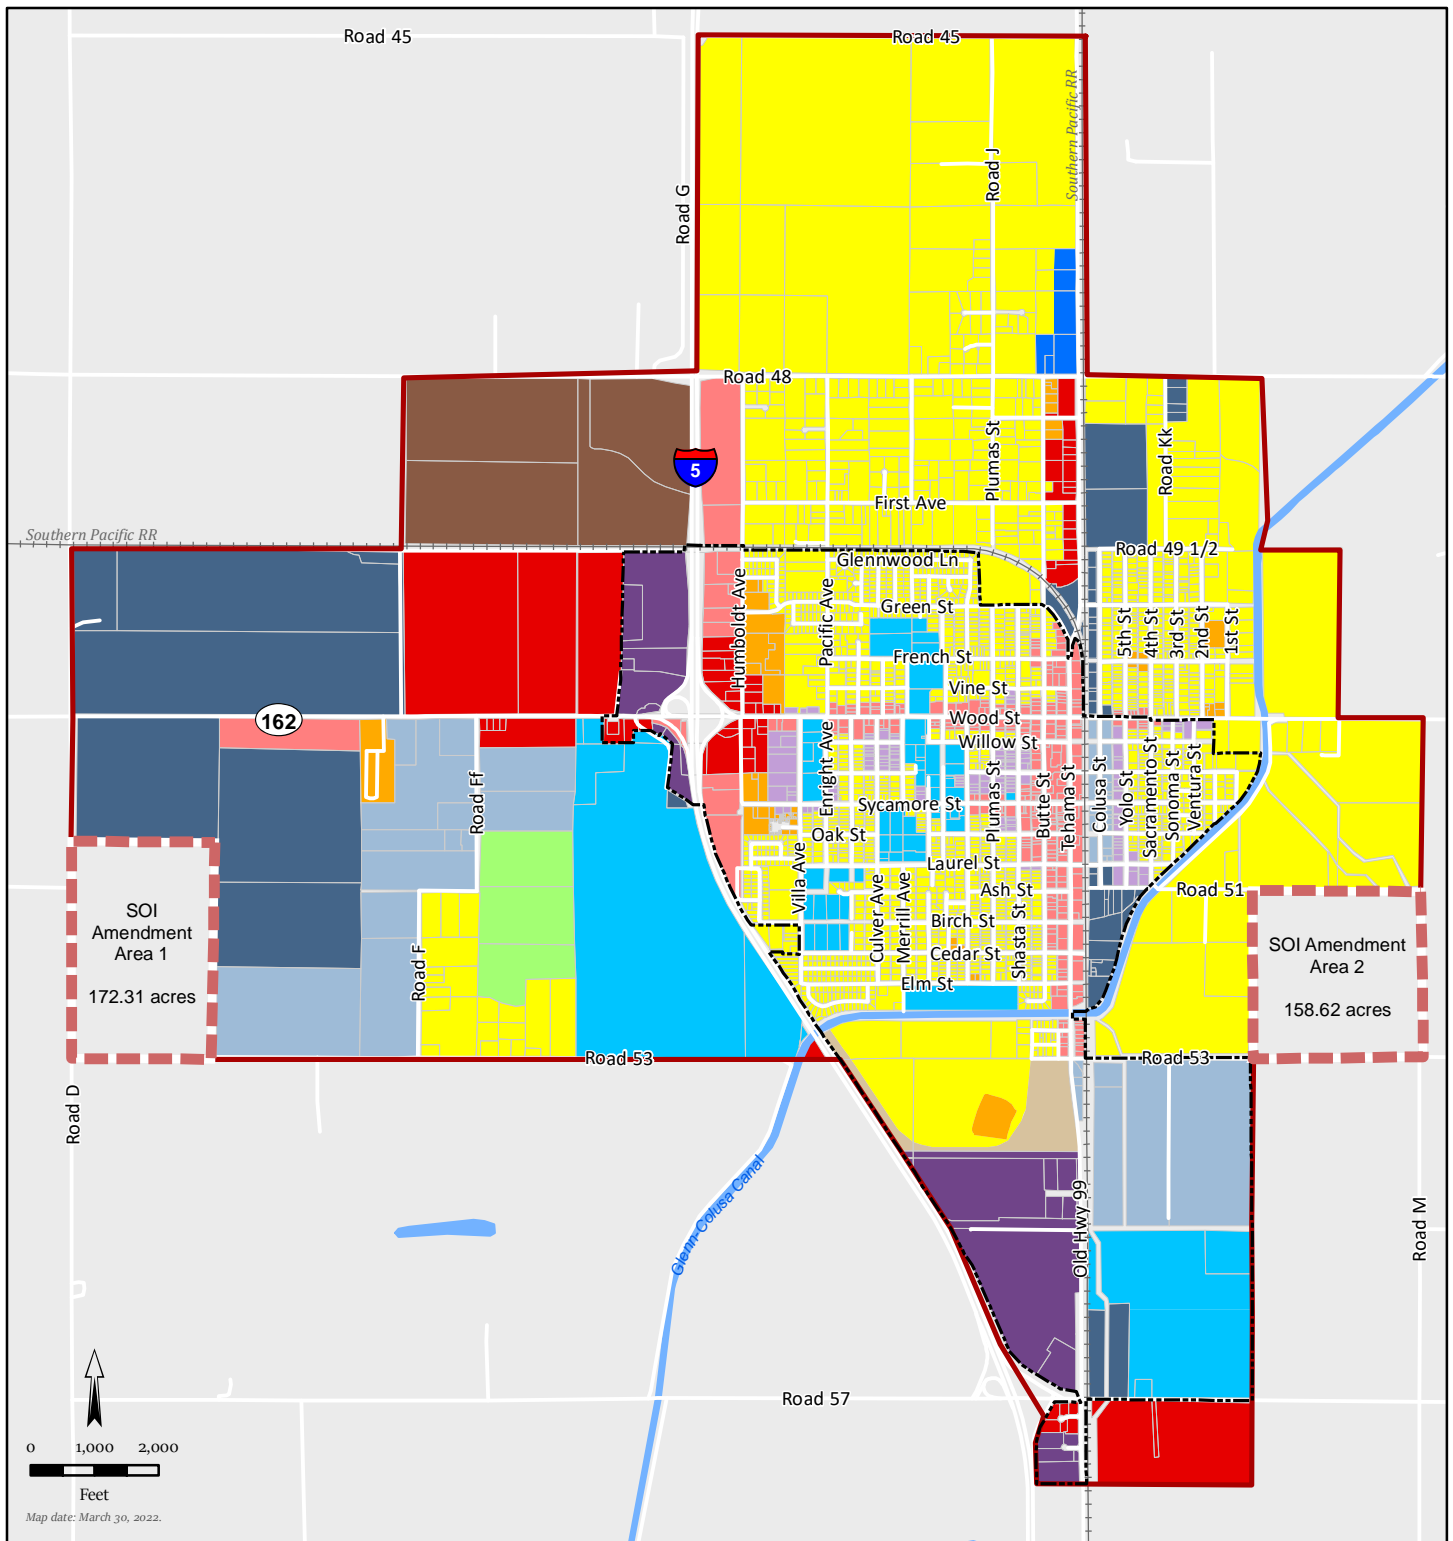 Road 45
Road 45
Southern Pacific RR
Road J
Road G
Road 48
5
Plumas St
Road Kk
First Ave
Southern Pacific RR
Road 49 1/2
Glennwood Ln
Humboldt Ave
Pacific Ave
Green St
5th St
4th St
3rd St
2nd St
1st St
French St
Vine St
162
Wood St
Willow St
Enright Ave
Plumas St
Butte St
Tehama St
Colusa St
Yolo St
Sacramento St
Sonoma St
Ventura St
Road Ff
Sycamore St
Oak St
Villa Ave
Laurel St
Culver Ave
Merrill Ave
Ash St
Road 51
Birch St
Shasta St
Cedar St
Elm St
Road F
SOI
Amendment
Area 1
172.31 acres
SOI Amendment
Area 2
158.62 acres
Road 53
Road 53
Road D
Glenn-Colusa Canal
Old Hwy 99
Road M
Road 57
0 1,000 2,000
Feet
Map date: March 30, 2022.